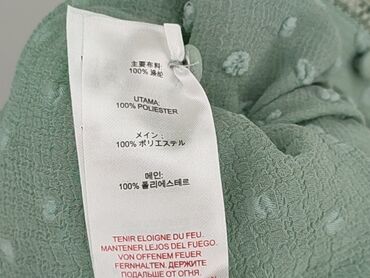 主要布料:
100% 涤纶
UTAMA:
100% POLIESTER
メイン:
100% ポリエステル
메인:
100% 폴리에스테르
TENIR ELOIGNE DU FEU.
MANTENER LEJOS DEL FUEGO.
VON OFFENEM FEUER
FERNHALTEN. ДЕРЖИТЕ
ПОДАЛЬШЕ ОТ ОГНЯ.